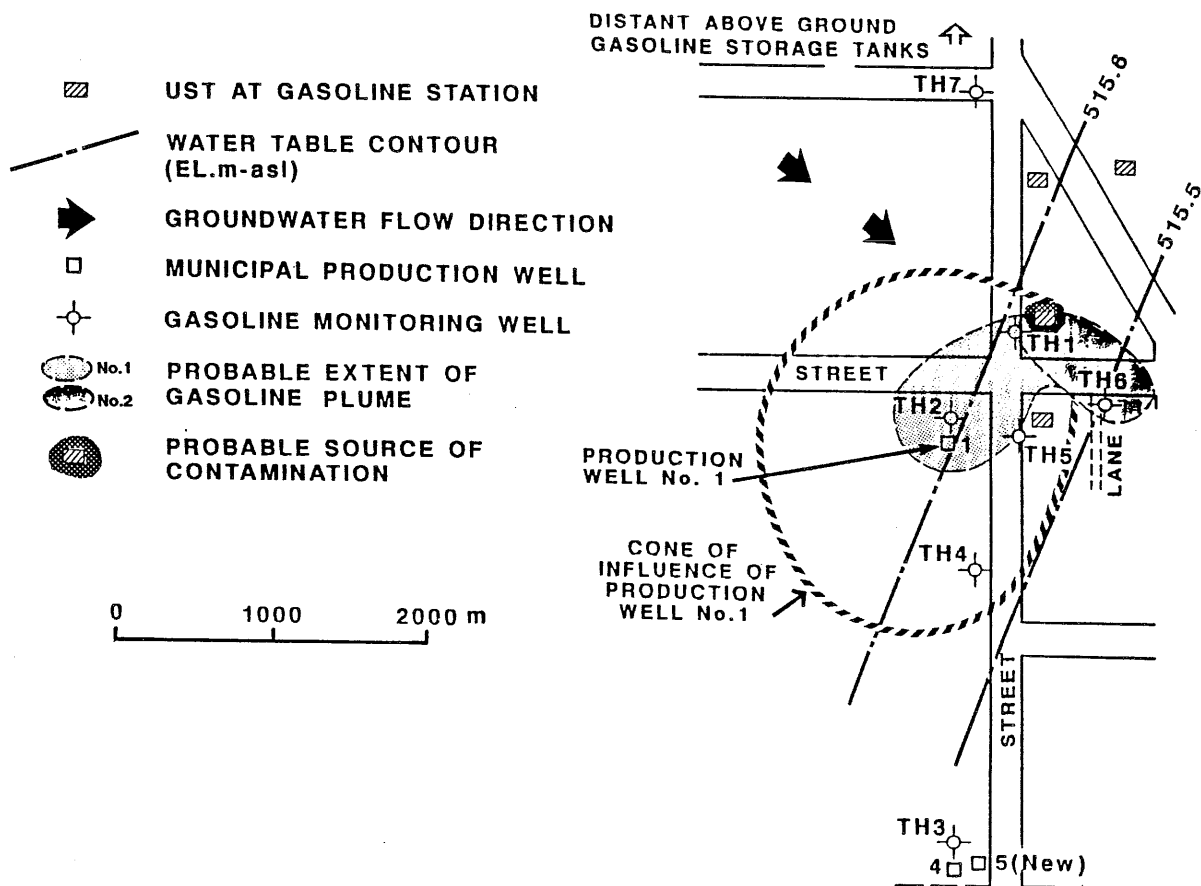 DISTANT ABOVE GROUND
GASOLINE STORAGE TANKS
UST AT GASOLINE STATION
WATER TABLE CONTOUR
(EL.m-asl)
GROUNDWATER FLOW DIRECTION
MUNICIPAL PRODUCTION WELL
GASOLINE MONITORING WELL
No.1
No.2
PROBABLE EXTENT OF
GASOLINE PLUME
PROBABLE SOURCE OF
CONTAMINATION
0 1000 2000 m
TH7
515.6
515.5
TH1
STREET
TH6
TH2
1
TH5
LANE
PRODUCTION
WELL No. 1
TH4
CONE OF
INFLUENCE OF
PRODUCTION
WELL No.1
STREET
TH3
4
5(New)